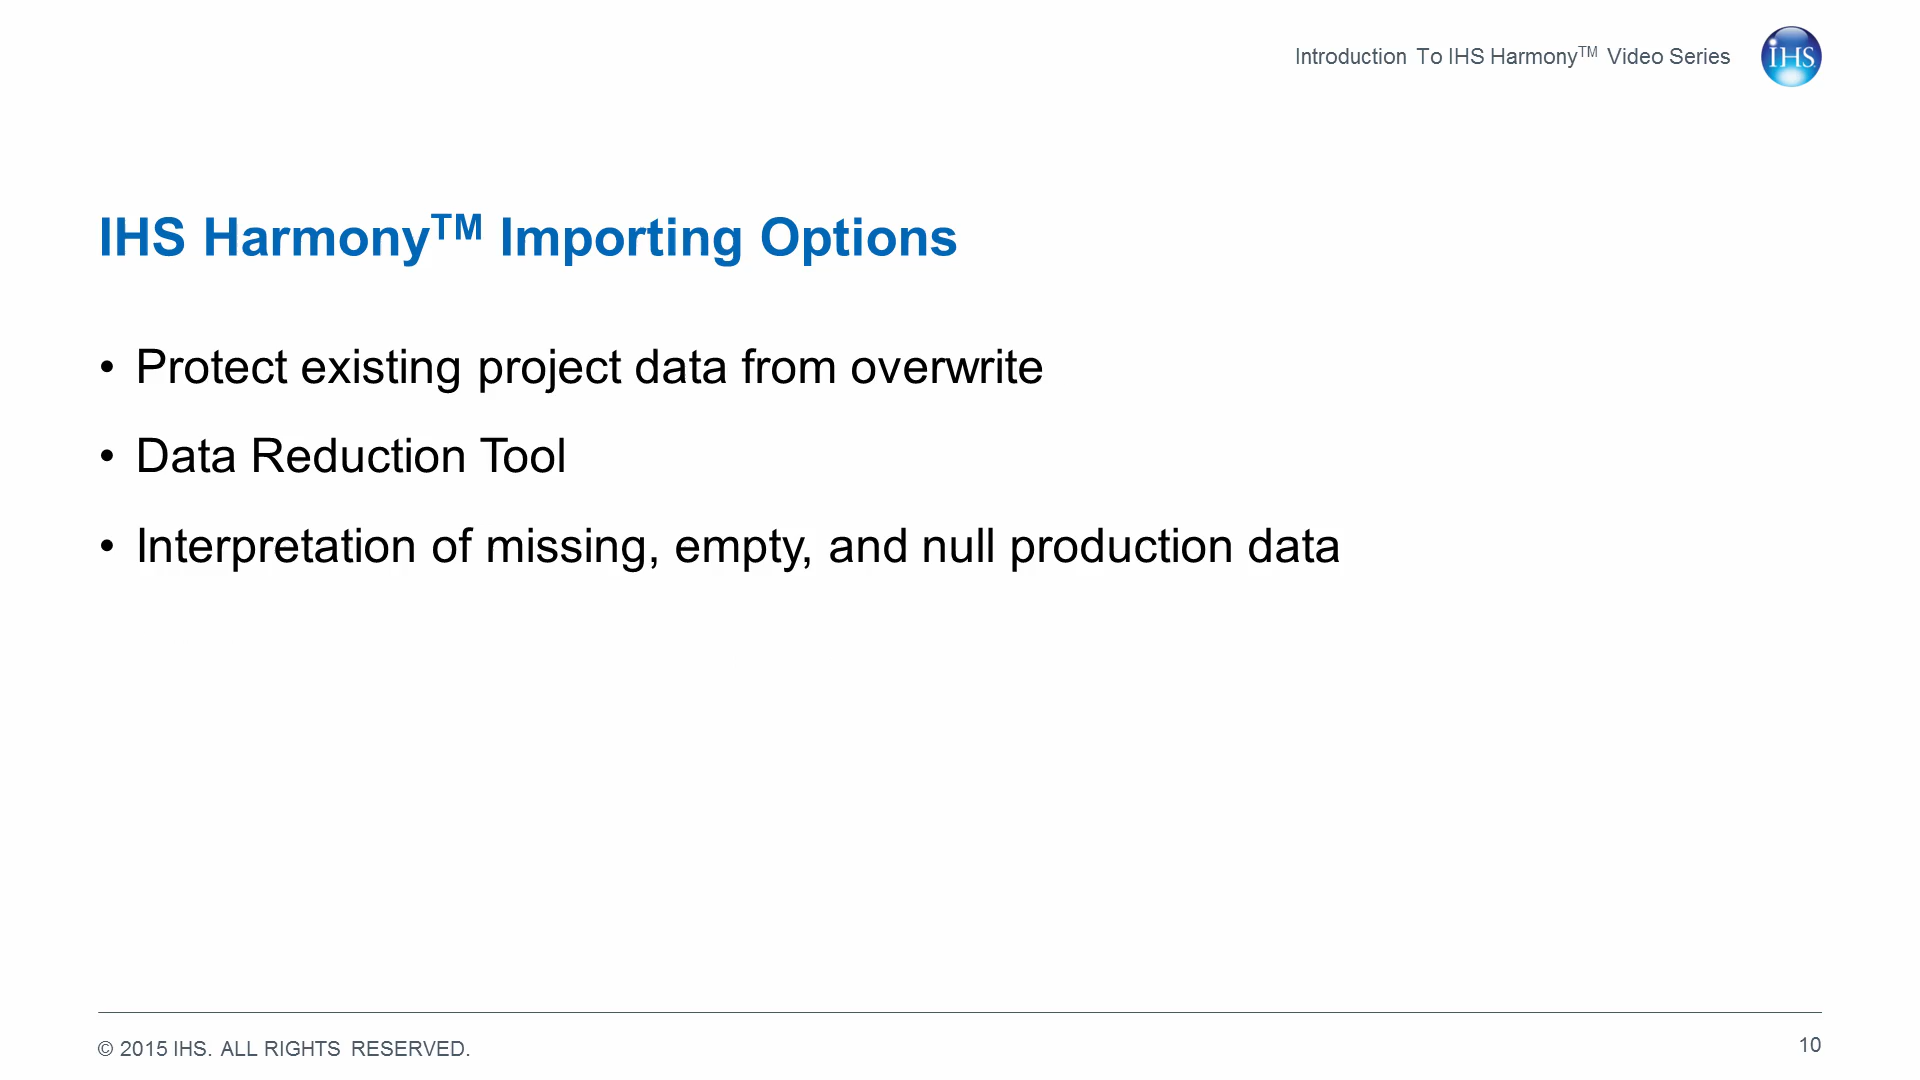 Introduction To IHS Harmony™ Video Series
iHS
IHS Harmony™ Importing Options
• Protect existing project data from overwrite
• Data Reduction Tool
• Interpretation of missing, empty, and null production data
© 2015 IHS. ALL RIGHTS RESERVED.
10